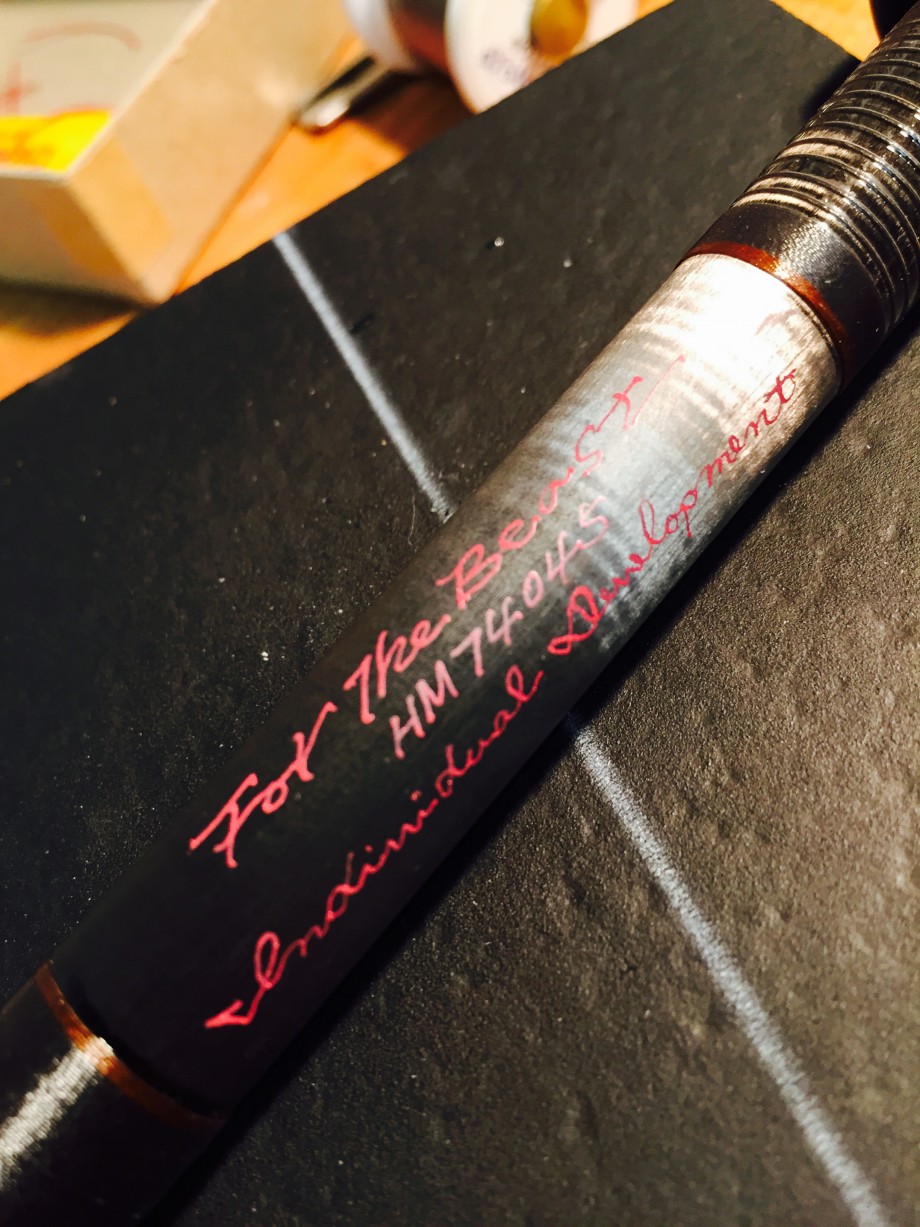 For The Beast
HM74045
Individual Development